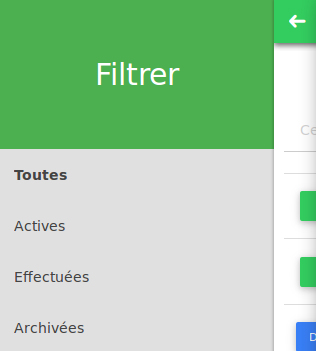 Filtrer
Toutes
Actives
Effectuées
Archivées